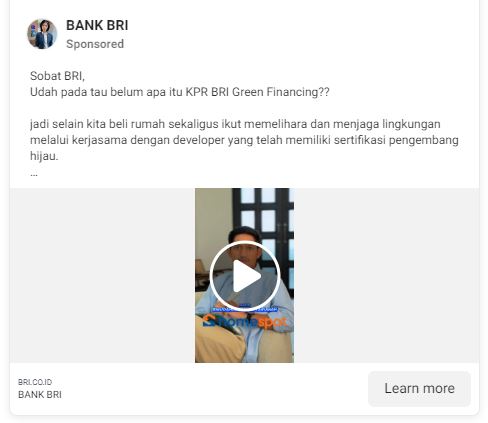 BANK BRI
Sponsored
Sobat BRI,
Udah pada tau belum apa itu KPR BRI Green Financing??
jadi selain kita beli rumah sekaligus ikut memelihara dan menjaga lingkungan
melalui kerjasama dengan developer yang telah memiliki sertifikasi pengembang
hijau.
...
homespot
BRI.CO.ID
BANK BRI
Learn more